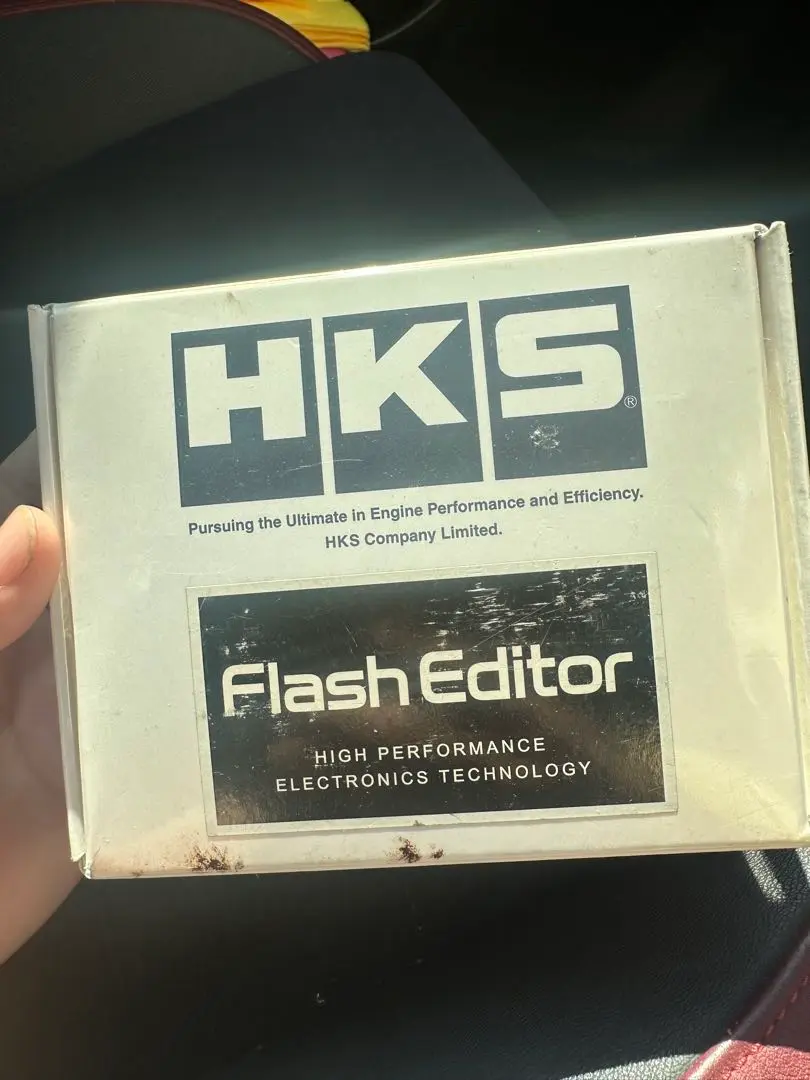 HKS®
Pursuing the Ultimate in Engine Performance and Efficiency.
HKS Company Limited.
Flash Editor
HIGH PERFORMANCE
ELECTRONICS TECHNOLOGY